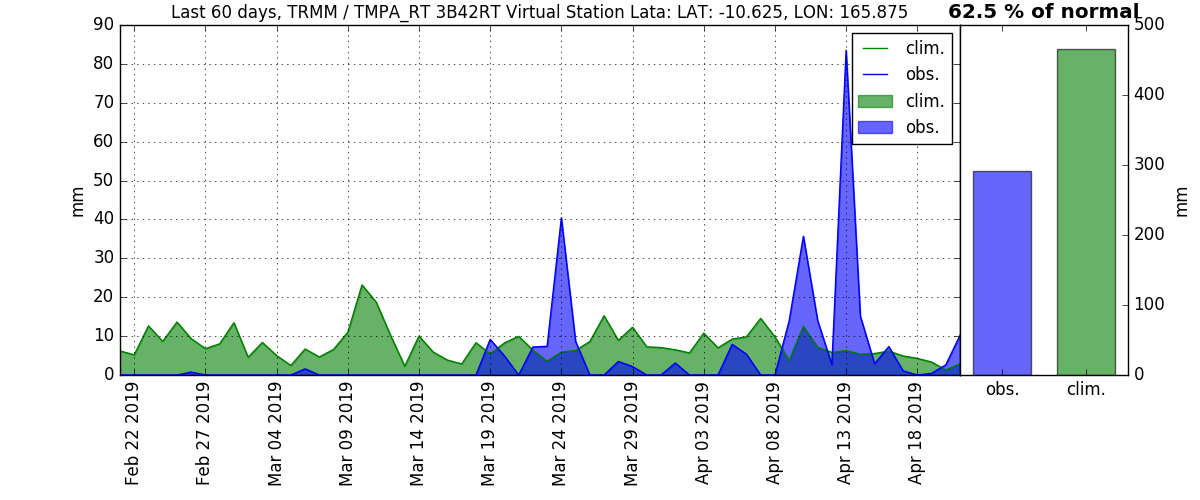 Last 60 days, TRMM / TMPA_RT 3B42RT Virtual Station Lata: LAT: -10.625, LON: 165.875
62.5 % of normal
90
80
70
60
50
40
30
20
10
0
mm
clim.
obs.
clim.
obs.
Feb 22 2019
Feb 27 2019
Mar 04 2019
Mar 09 2019
Mar 14 2019
Mar 19 2019
Mar 24 2019
Mar 29 2019
Apr 03 2019
Apr 08 2019
Apr 13 2019
Apr 18 2019
500
400
300
200
100
0
mm
obs.
clim.